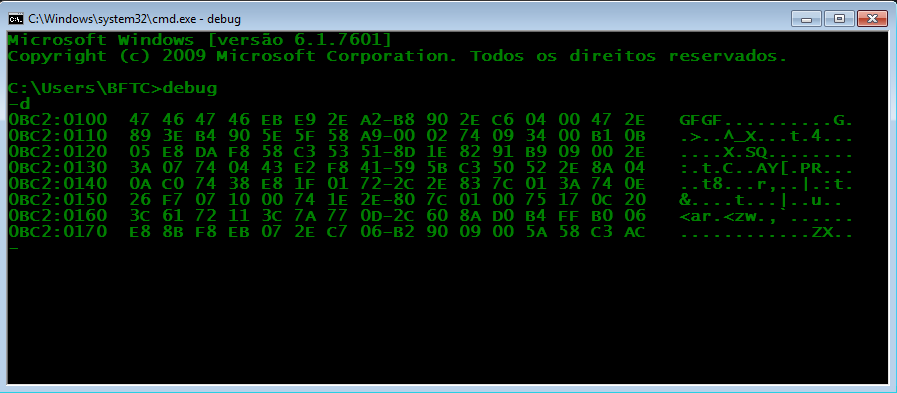 C:\Windows\system32\cmd.exe - debug
Microsoft Windows [versão 6.1.7601]
Copyright (c) 2009 Microsoft Corporation. Todos os direitos reservados.
C:\Users\BFTC>debug
-d
0BC2:0100  47 46 47 46 EB E9 2E A2-B8 90 2E C6 04 00 47 2E   GFGF..........G.
0BC2:0110  89 3E B4 90 5E 5F 58 A9-00 02 74 09 34 00 B1 0B   .>..^_X...t.4...
0BC2:0120  05 E8 DA F8 58 C3 53 51-8D 1E 82 91 B9 09 00 2E   ....X.SQ........
0BC2:0130  3A 07 74 04 43 E2 F8 41-59 5B C3 50 52 2E 8A 04   :.t.C..AY[.PR...
0BC2:0140  0A C0 74 38 E8 1F 01 72-2C 2E 83 7C 01 3A 74 0E   ..t8...r,..|.:t.
0BC2:0150  26 F7 07 10 00 74 1E 2E-80 7C 01 00 75 17 0C 20   &....t...|..u.. 
0BC2:0160  3C 61 72 11 3C 7A 77 0D-2C 60 8A D0 B4 FF B0 06   <ar.<zw.,`......
0BC2:0170  E8 8B F8 EB 07 2E C7 06-B2 90 09 00 5A 58 C3 AC   ............ZX..
-